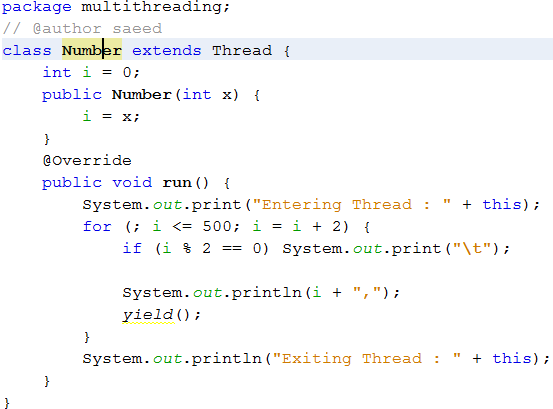 package multithreading;
// @author saeed
class Number extends Thread {
    int i = 0;
    public Number(int x) {
        i = x;
    }
    @Override
    public void run() {
        System.out.print("Entering Thread : " + this);
        for (; i <= 500; i = i + 2) {
            if (i % 2 == 0) System.out.print("\t");

            System.out.println(i + ",");
            yield();
        }
        System.out.println("Exiting Thread : " + this);
    }
}